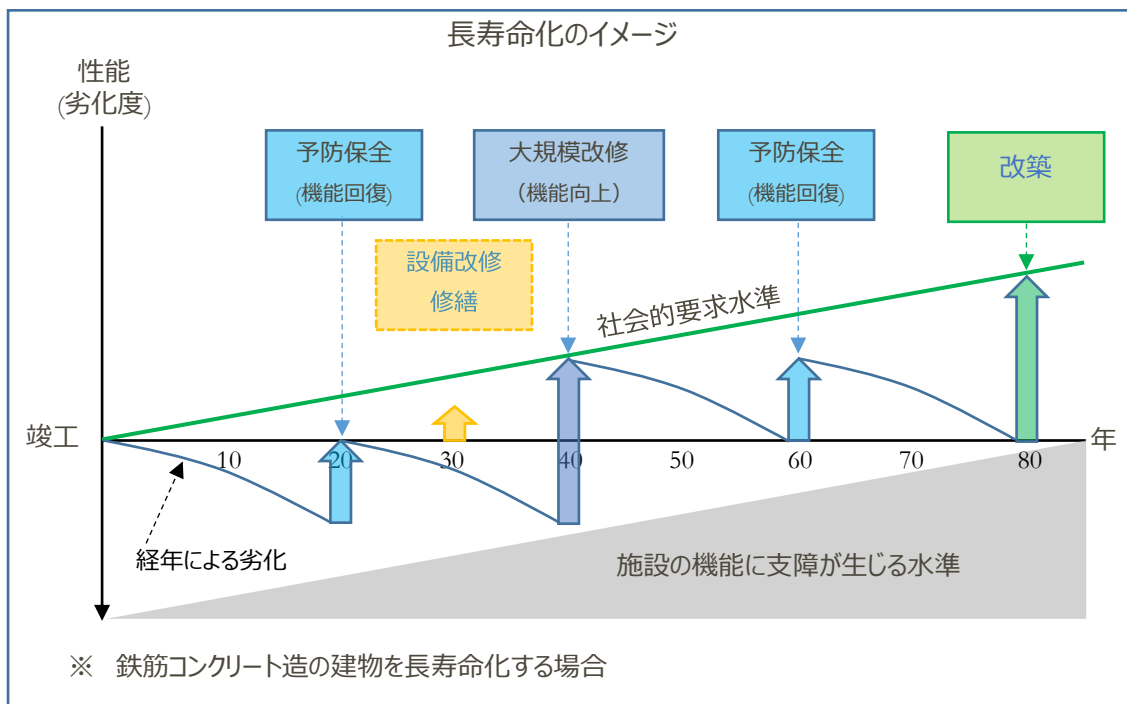 長寿命化のイメージ
性能
(劣化度)
予防保全
(機能回復)
大規模改修
（機能向上）
予防保全
(機能回復)
改築
設備改修
修繕
社会的要求水準
竣工
10
20
30
40
50
60
70
80
年
経年による劣化
施設の機能に支障が生じる水準
※ 鉄筋コンクリート造の建物を長寿命化する場合